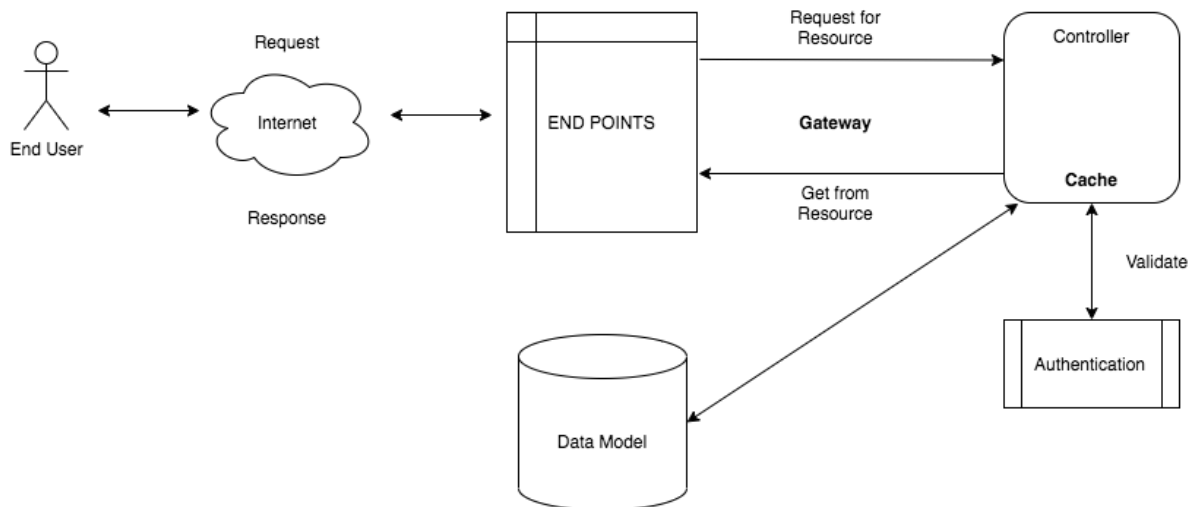 Request for
Resource
Controller
Request
Internet
END POINTS
Gateway
End User
Cache
Get from
Resource
Response
Validate
Authentication
Data Model